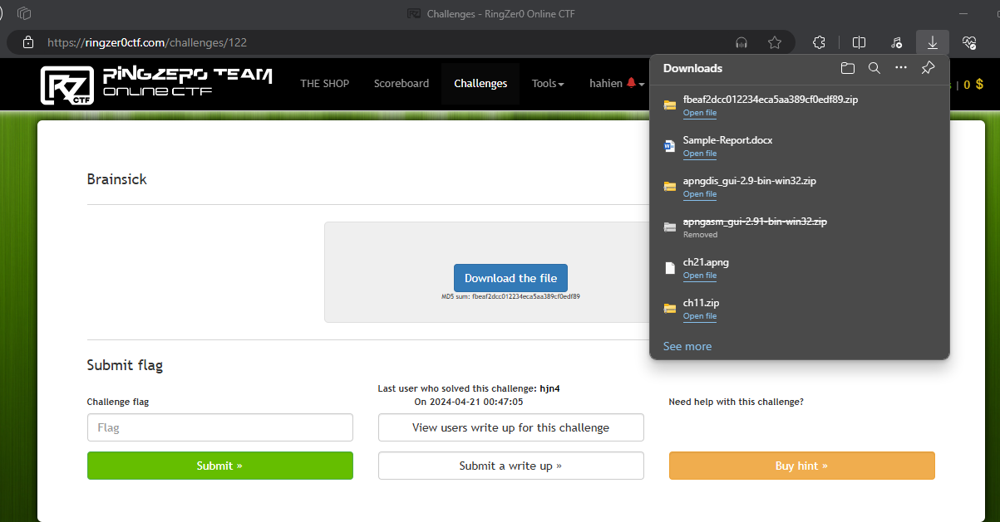 Challenges - RingZer0 Online CTF
https://ringzer0ctf.com/challenges/122
RZ CTF
RINGZER0 TEAM
ONLINE CTF
THE SHOP
Scoreboard
Challenges
Tools
hahien
s | 0 $
Downloads
fbeaf2dcc012234eca5aa389cf0edf89.zip
Open file
Sample-Report.docx
Open file
apngdis_gui-2.9-bin-win32.zip
Open file
apngasm_gui-2.91-bin-win32.zip
Removed
ch21.apng
Open file
ch11.zip
Open file
See more
Brainsick
Download the file
MD5 sum: fbeaf2dcc012234eca5aa389cf0edf89
Submit flag
Challenge flag
Flag
Submit »
Last user who solved this challenge: hjn4
On 2024-04-21 00:47:05
View users write up for this challenge
Submit a write up »
Need help with this challenge?
Buy hint »